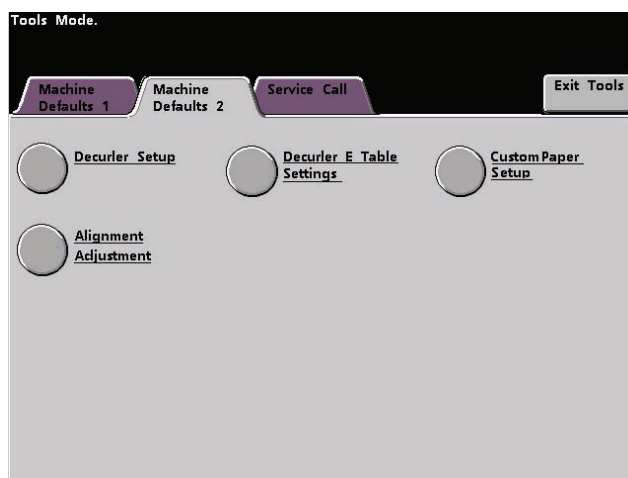 Tools Mode.
Machine
Defaults 1
Machine
Defaults 2
Service Call
Exit Tools
Decurler Setup
Decurler E Table
Settings
Custom Paper
Setup
Alignment
Adjustment